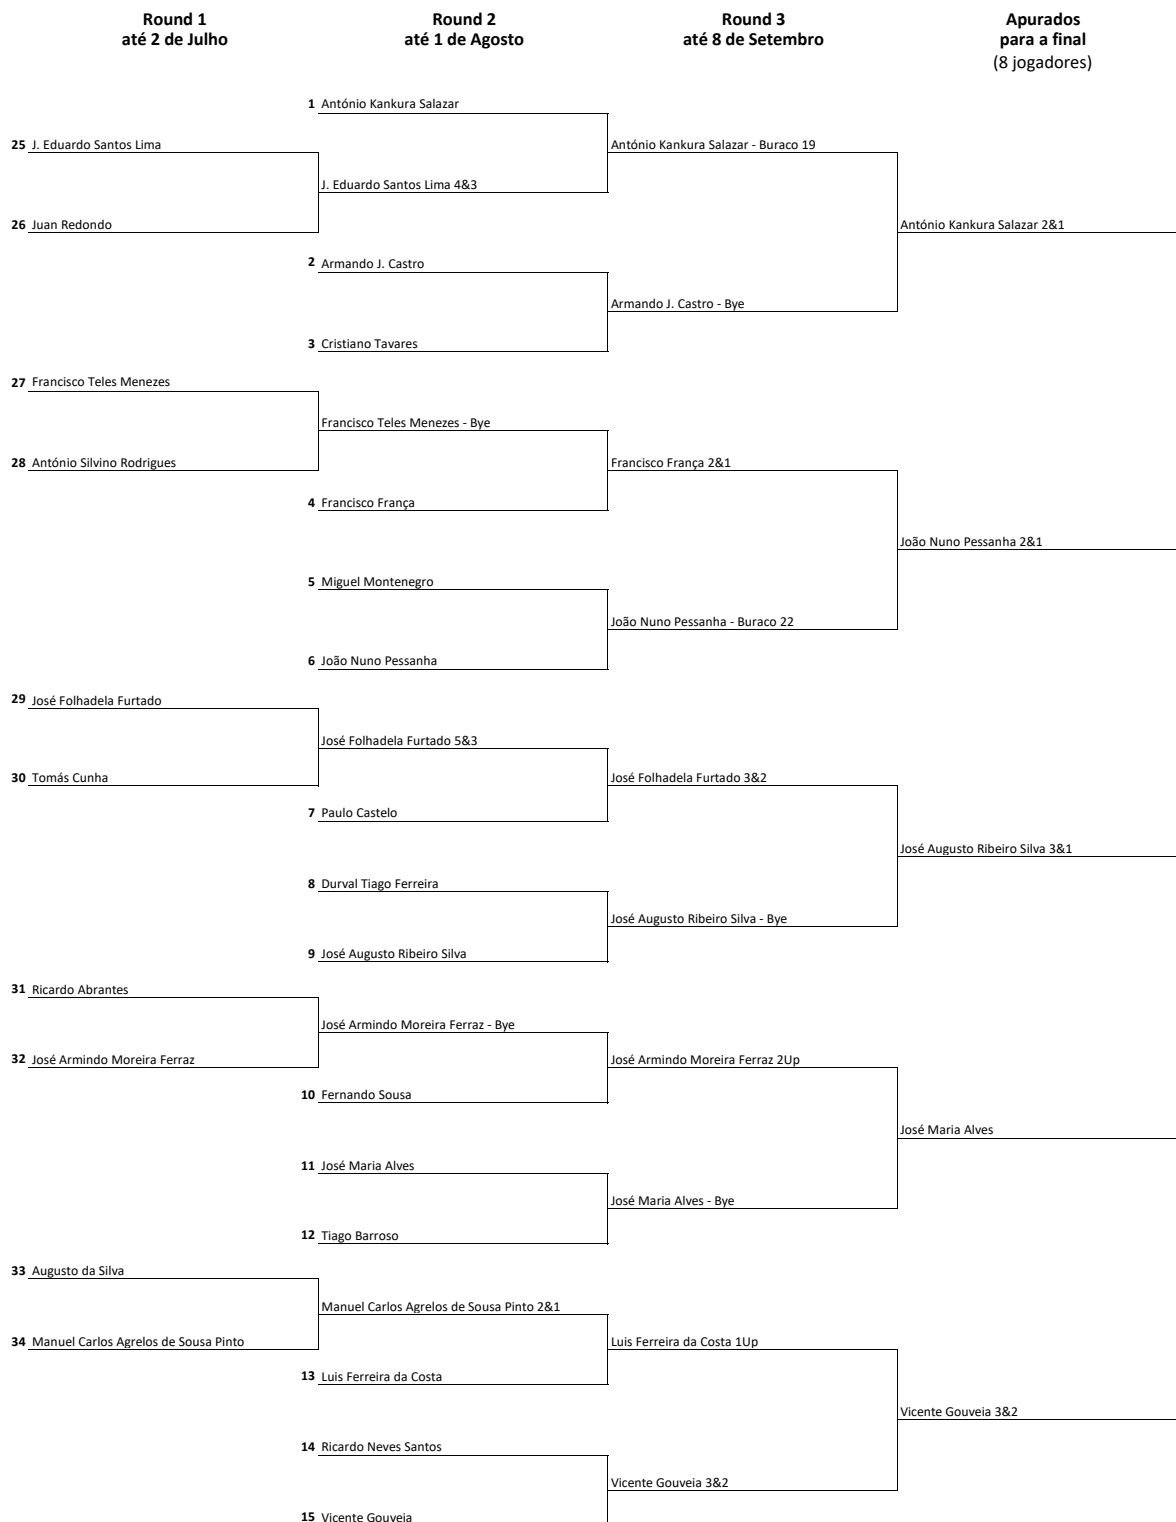 Round 1
até 2 de Julho
Round 2
até 1 de Agosto
Round 3
até 8 de Setembro
Apurados
para a final
(8 jogadores)
1 António Kankura Salazar
25 J. Eduardo Santos Lima
António Kankura Salazar - Buraco 19
J. Eduardo Santos Lima 4&3
26 Juan Redondo
António Kankura Salazar 2&1
2 Armando J. Castro
Armando J. Castro - Bye
3 Cristiano Tavares
27 Francisco Teles Menezes
Francisco Teles Menezes - Bye
28 António Silvino Rodrigues
Francisco França 2&1
4 Francisco França
João Nuno Pessanha 2&1
5 Miguel Montenegro
João Nuno Pessanha - Buraco 22
6 João Nuno Pessanha
29 José Folhadela Furtado
José Folhadela Furtado 5&3
30 Tomás Cunha
José Folhadela Furtado 3&2
7 Paulo Castelo
José Augusto Ribeiro Silva 3&1
8 Durval Tiago Ferreira
José Augusto Ribeiro Silva - Bye
9 José Augusto Ribeiro Silva
31 Ricardo Abrantes
José Armindo Moreira Ferraz - Bye
32 José Armindo Moreira Ferraz
José Armindo Moreira Ferraz 2Up
10 Fernando Sousa
José Maria Alves
11 José Maria Alves
José Maria Alves - Bye
12 Tiago Barroso
33 Augusto da Silva
Manuel Carlos Agrelos de Sousa Pinto 2&1
34 Manuel Carlos Agrelos de Sousa Pinto
Luis Ferreira da Costa 1Up
13 Luis Ferreira da Costa
Vicente Gouveia 3&2
14 Ricardo Neves Santos
Vicente Gouveia 3&2
15 Vicente Gouveia